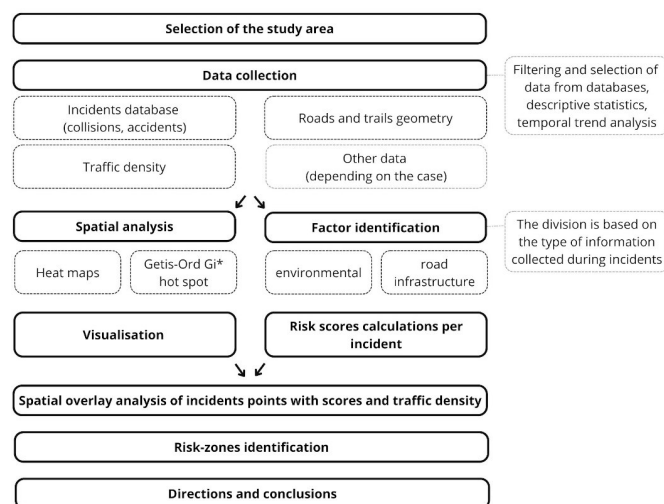 Selection of the study area
Data collection
Filtering and selection of
data from databases,
descriptive statistics,
temporal trend analysis
Incidents database
(collisions, accidents)
Roads and trails geometry
Traffic density
Other data
(depending on the case)
Spatial analysis
Factor identification
The division is based on
the type of information
collected during incidents
Heat maps
Getis-Ord Gi*
hot spot
environmental
road
infrastructure
Visualisation
Risk scores calculations per
incident
Spatial overlay analysis of incidents points with scores and traffic density
Risk-zones identification
Directions and conclusions